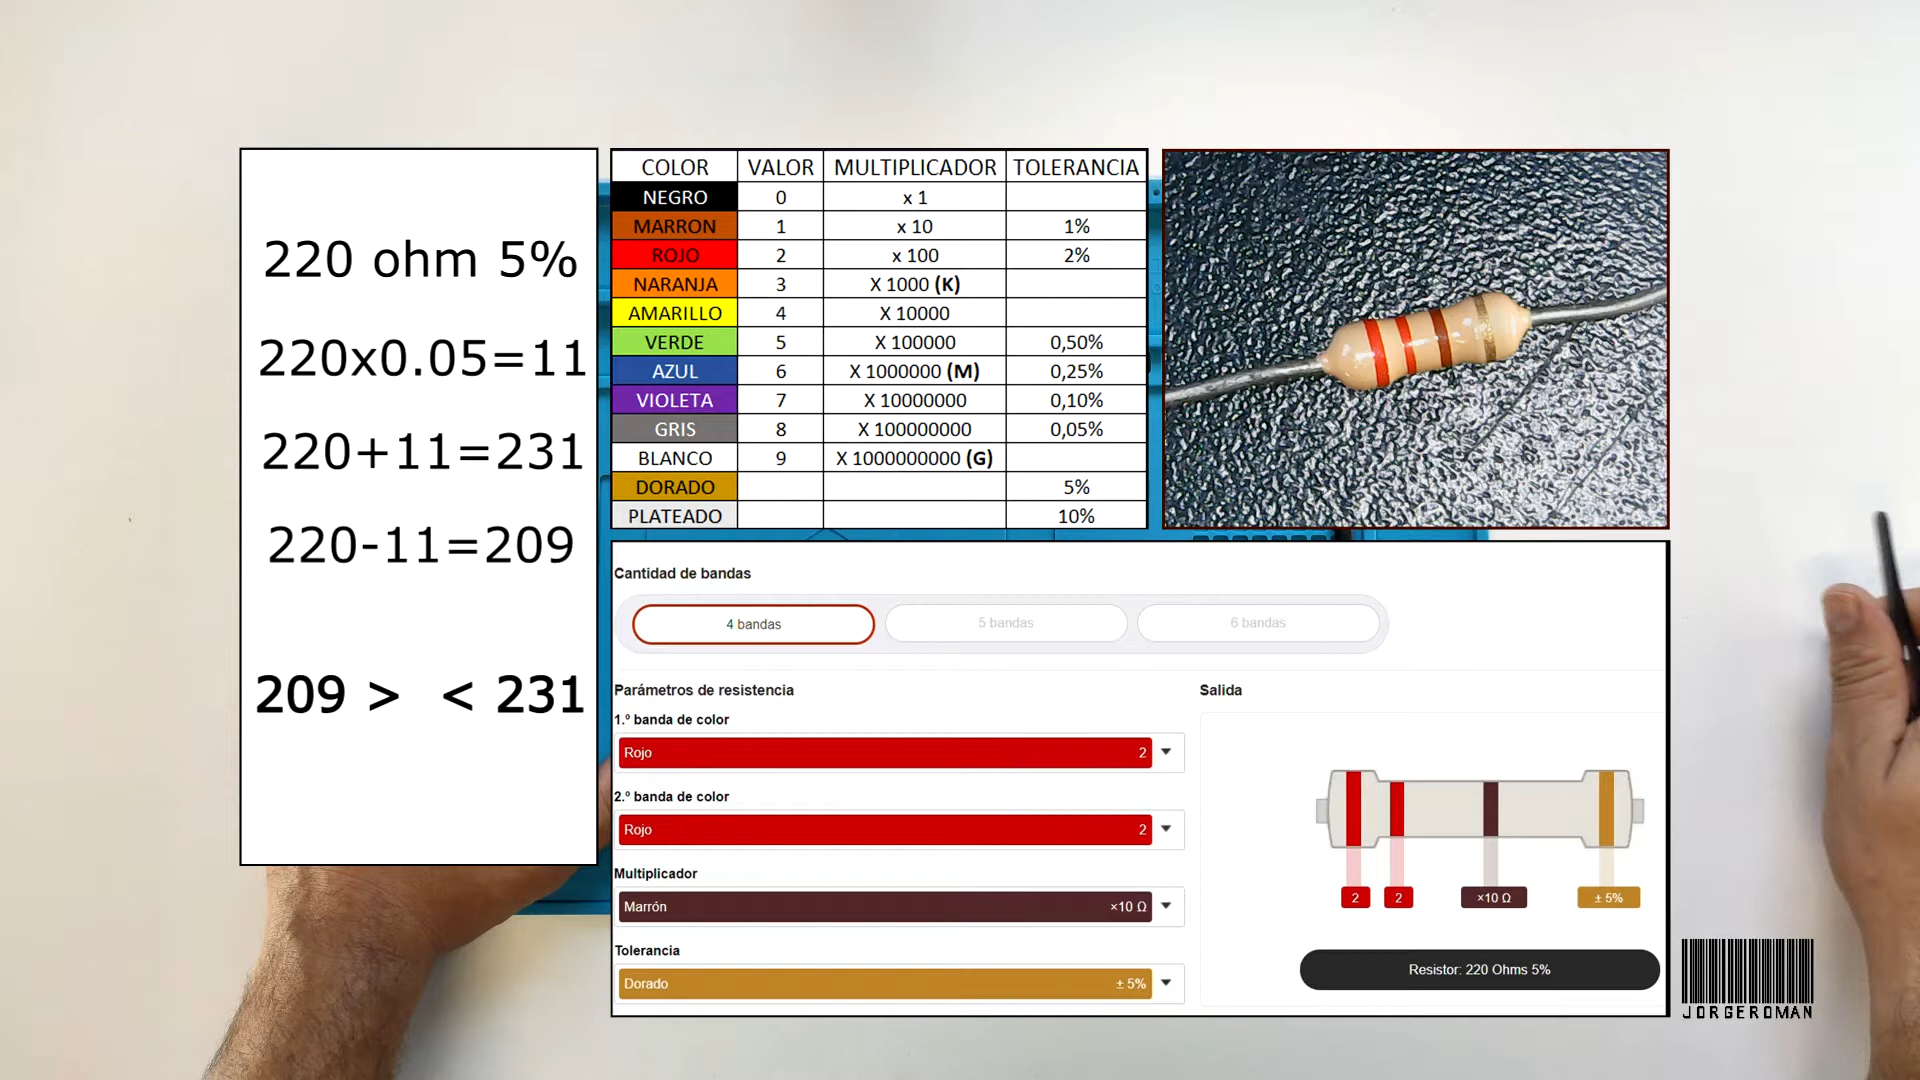 220 ohm 5%
220x0.05=11
220+11=231
220-11=209
209 >  < 231
COLOR VALOR MULTIPLICADOR TOLERANCIA
NEGRO 0 x 1
MARRON 1 x 10 1%
ROJO 2 x 100 2%
NARANJA 3 X 1000 (K)
AMARILLO 4 X 10000
VERDE 5 X 100000 0,50%
AZUL 6 X 1000000 (M) 0,25%
VIOLETA 7 X 10000000 0,10%
GRIS 8 X 100000000 0,05%
BLANCO 9 X 1000000000 (G)
DORADO 5%
PLATEADO 10%
Cantidad de bandas
4 bandas 5 bandas 6 bandas
Parámetros de resistencia
1.º banda de color
Rojo 2
2.º banda de color
Rojo 2
Multiplicador
Marrón ×10 Ω
Tolerancia
Dorado ± 5%
Salida
2 2 ×10 Ω ± 5%
Resistor: 220 Ohms 5%
JORGEROMAN